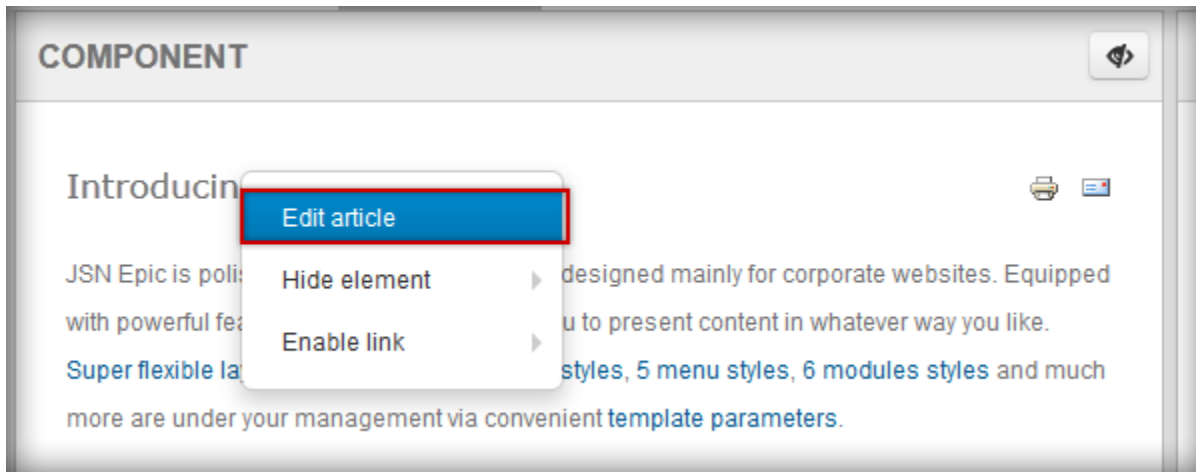 COMPONENT
Introducin
Edit article
JSN Epic is polis
Hide element
designed mainly for corporate websites. Equipped
with powerful fea
u to present content in whatever way you like.
Enable link
Super flexible la
styles, 5 menu styles, 6 modules styles and much
more are under your management via convenient template parameters.